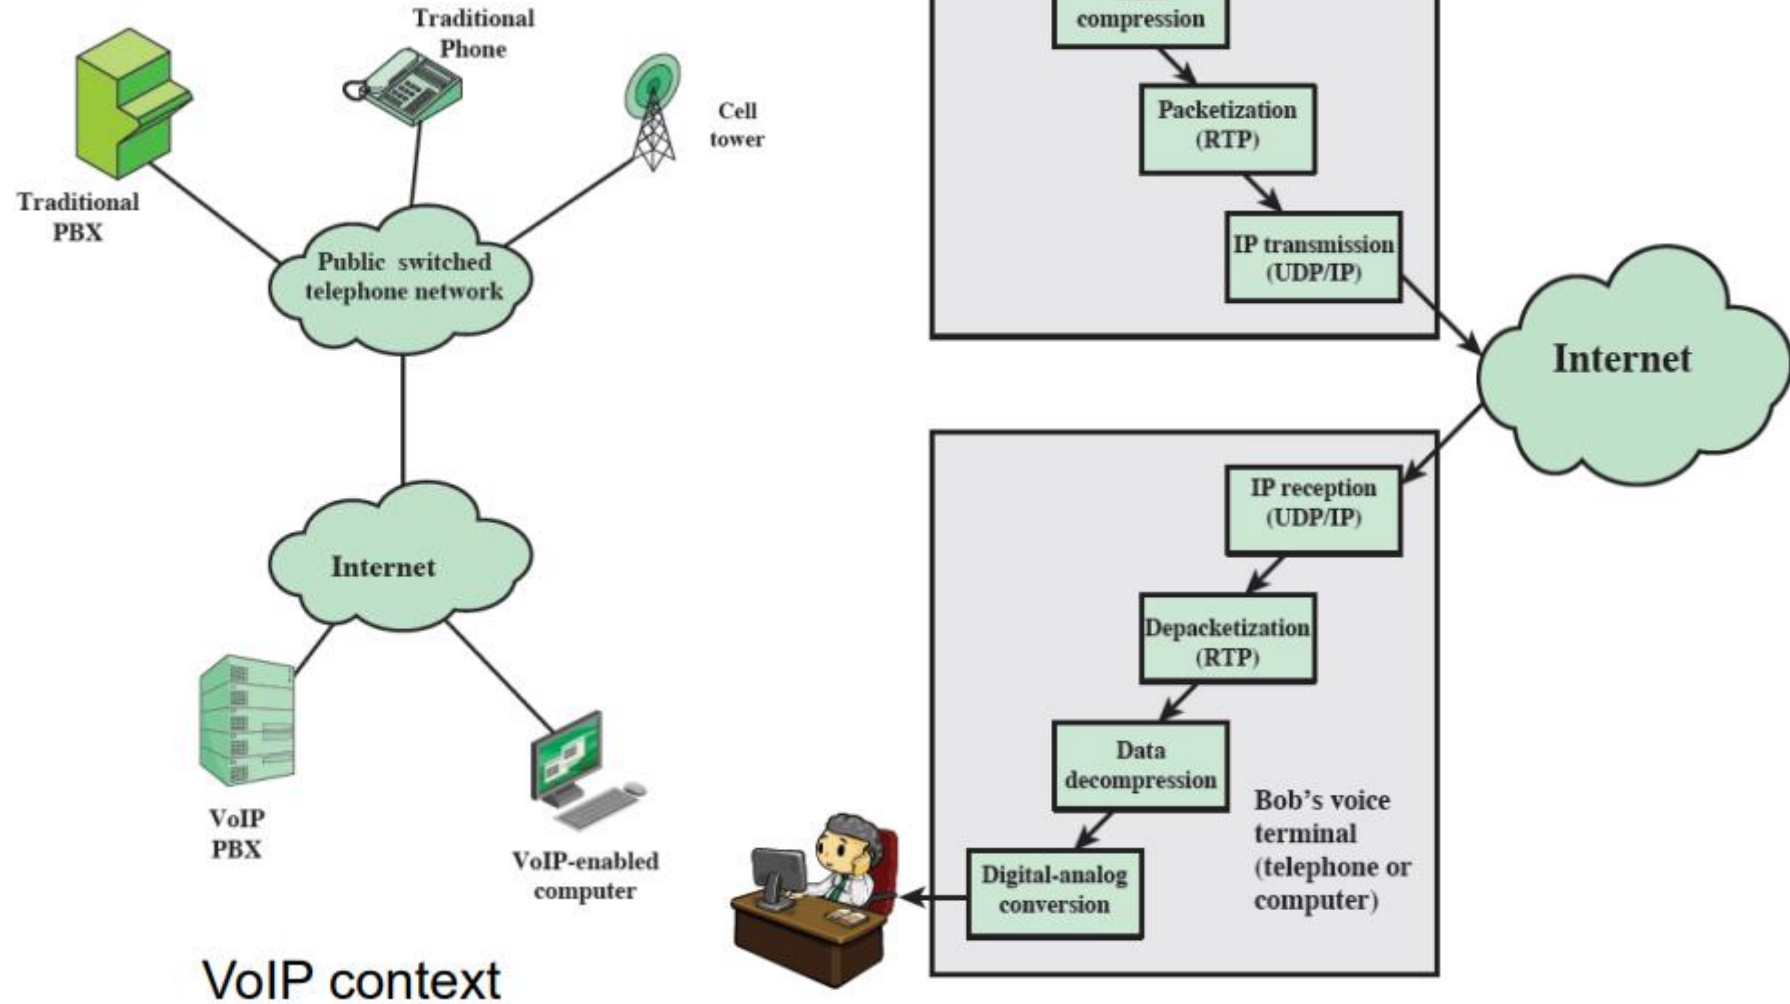 Traditional
Phone
Cell
tower
Traditional
PBX
Public switched
telephone network
Internet
VoIP
PBX
VoIP-enabled
computer
VoIP context
compression
Packetization
(RTP)
IP transmission
(UDP/IP)
Internet
IP reception
(UDP/IP)
Depacketization
(RTP)
Data
decompression
Digital-analog
conversion
Bob’s voice
terminal
(telephone or
computer)